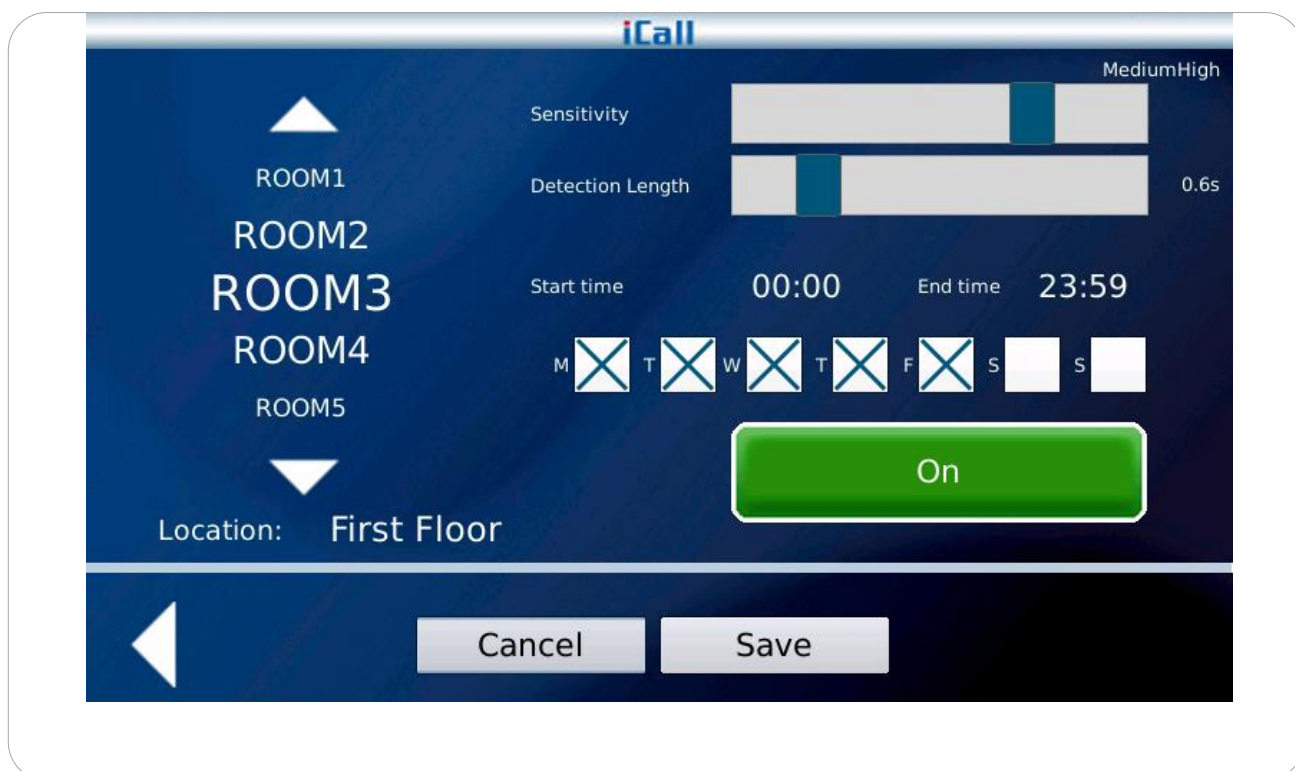 iCall
MediumHigh
Sensitivity
Detection Length 0.6s
ROOM1
ROOM2
ROOM3
ROOM4
ROOM5
Start time 00:00 End time 23:59
M T W T F S S
On
Location: First Floor
Cancel Save